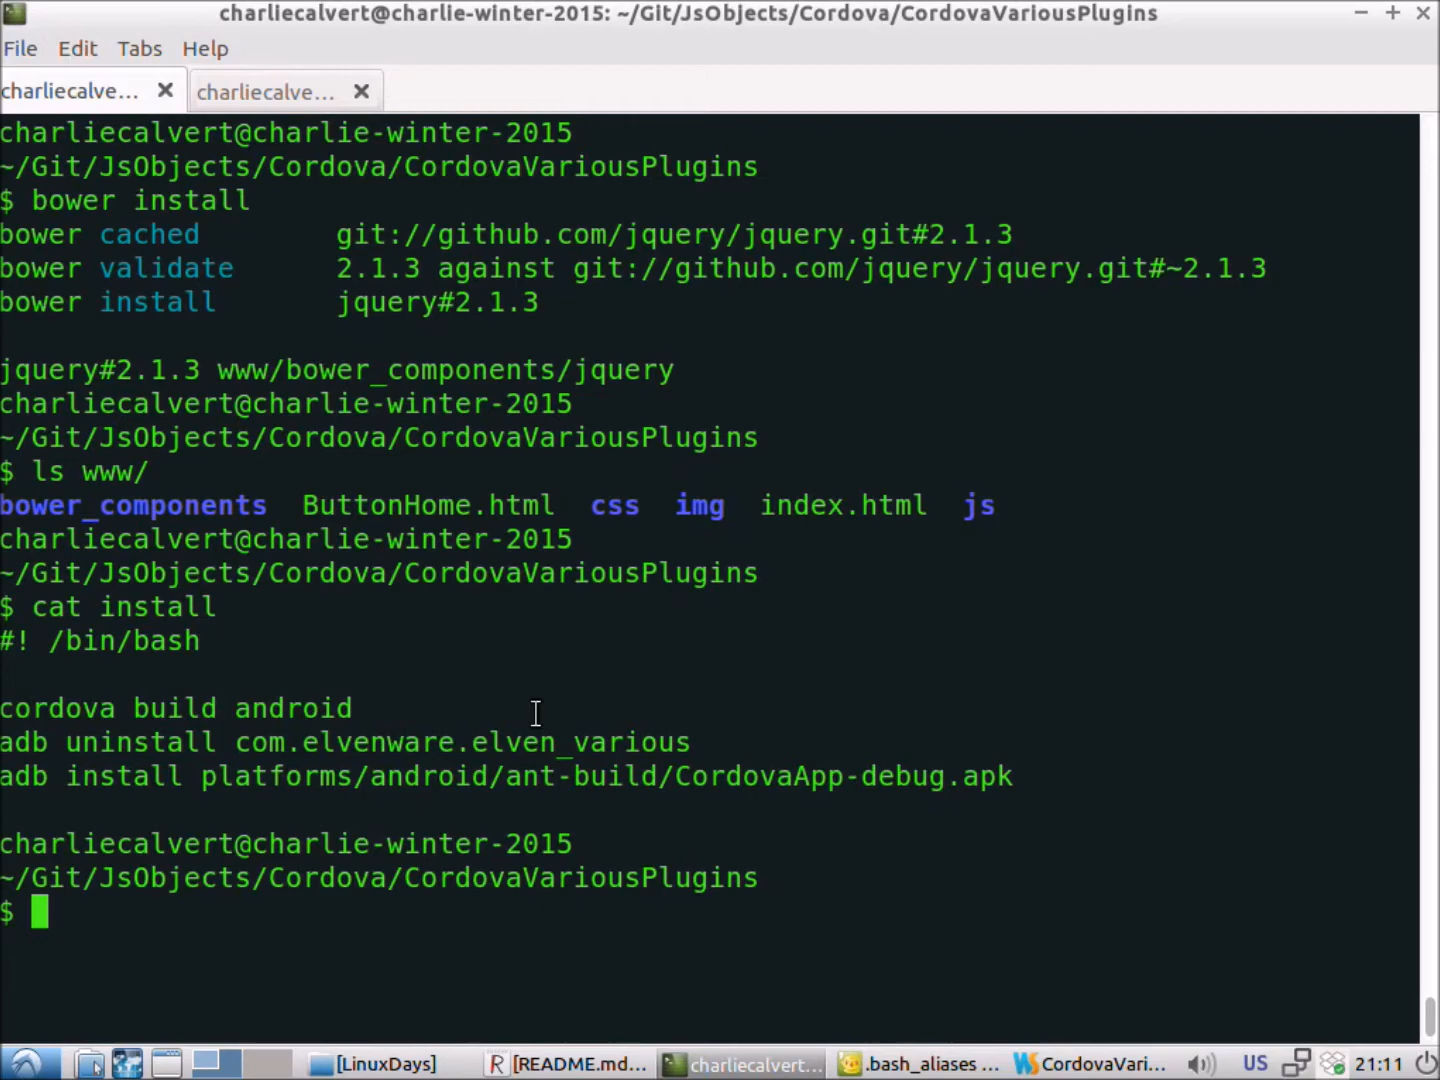 charliecalvert@charlie-winter-2015: ~/Git/JsObjects/Cordova/CordovaVariousPlugins
File Edit Tabs Help
charliecalve... charliecalve...
charliecalvert@charlie-winter-2015
~/Git/JsObjects/Cordova/CordovaVariousPlugins
$ bower install
bower cached git://github.com/jquery/jquery.git#2.1.3
bower validate 2.1.3 against git://github.com/jquery/jquery.git#~2.1.3
bower install jquery#2.1.3
jquery#2.1.3 www/bower_components/jquery
charliecalvert@charlie-winter-2015
~/Git/JsObjects/Cordova/CordovaVariousPlugins
$ ls www/
bower_components ButtonHome.html css img index.html js
charliecalvert@charlie-winter-2015
~/Git/JsObjects/Cordova/CordovaVariousPlugins
$ cat install
#! /bin/bash
cordova build android
adb uninstall com.elvenware.elven_various
adb install platforms/android/ant-build/CordovaApp-debug.apk
charliecalvert@charlie-winter-2015
~/Git/JsObjects/Cordova/CordovaVariousPlugins
$
[LinuxDays] R [README.md... charliecalvert... .bash_aliases ... WS CordovaVari... US 21:11